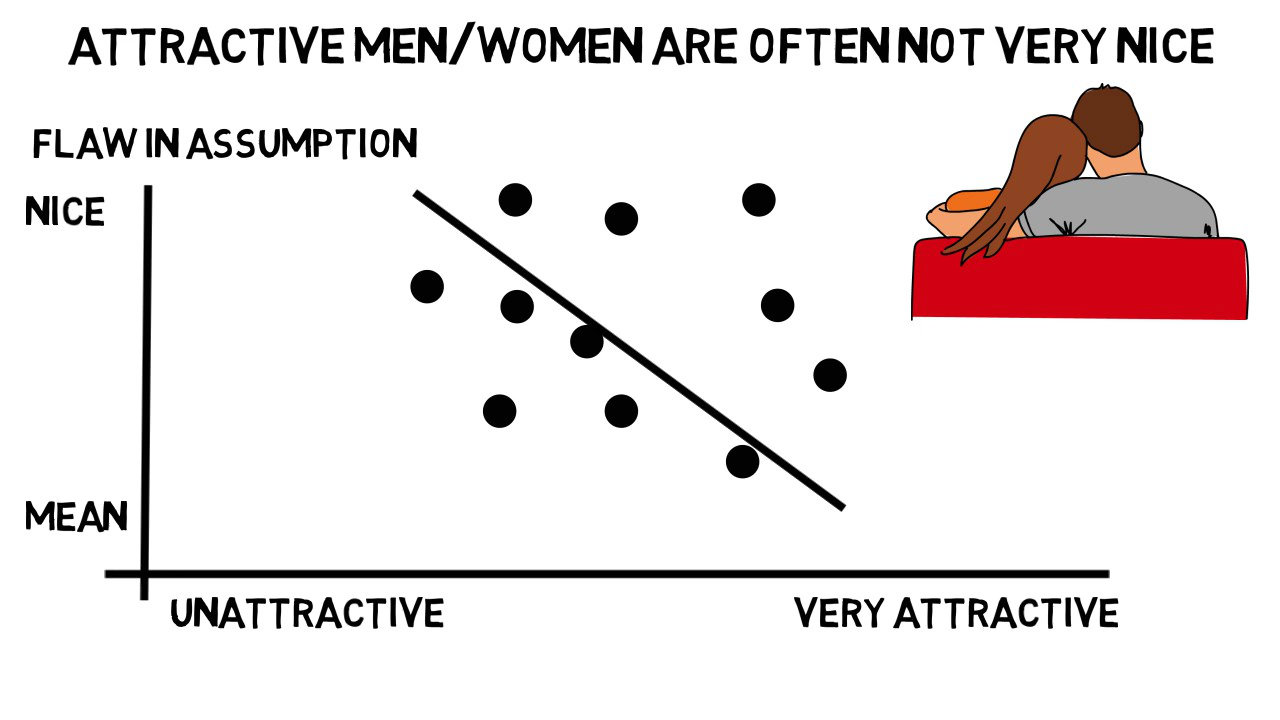 ATTRACTIVE MEN/WOMEN ARE OFTEN NOT VERY NICE
FLAW IN ASSUMPTION
NICE
MEAN
UNATTRACTIVE
VERY ATTRACTIVE